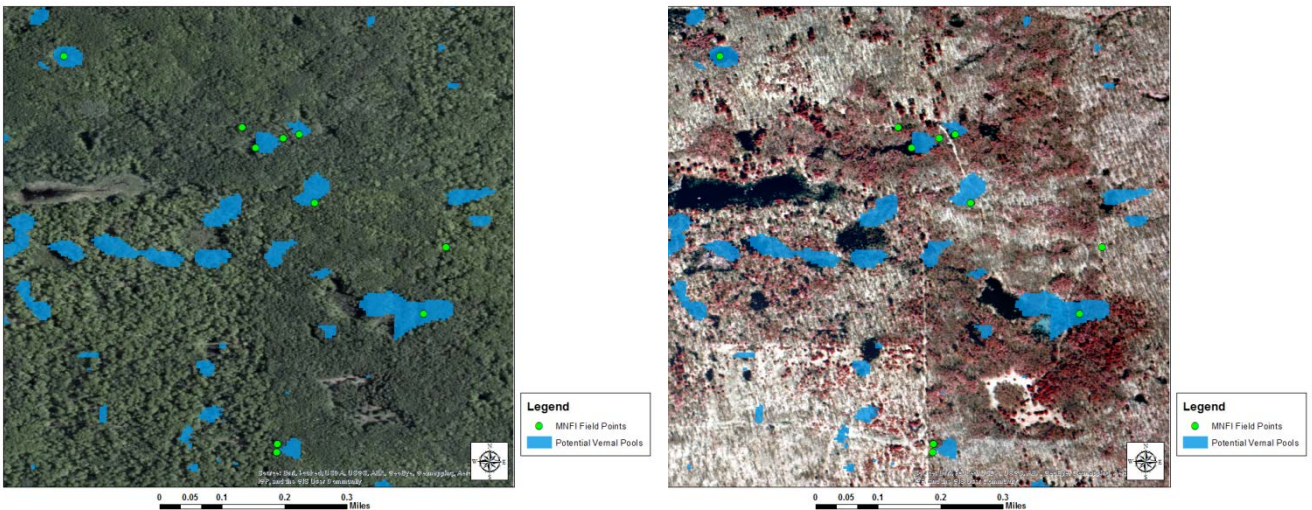 Legend
MNFI Field Points
Potential Vernal Pools
0 0.05 0.1 0.2 0.3
Miles
Legend
MNFI Field Points
Potential Vernal Pools
0 0.05 0.1 0.2 0.3
Miles